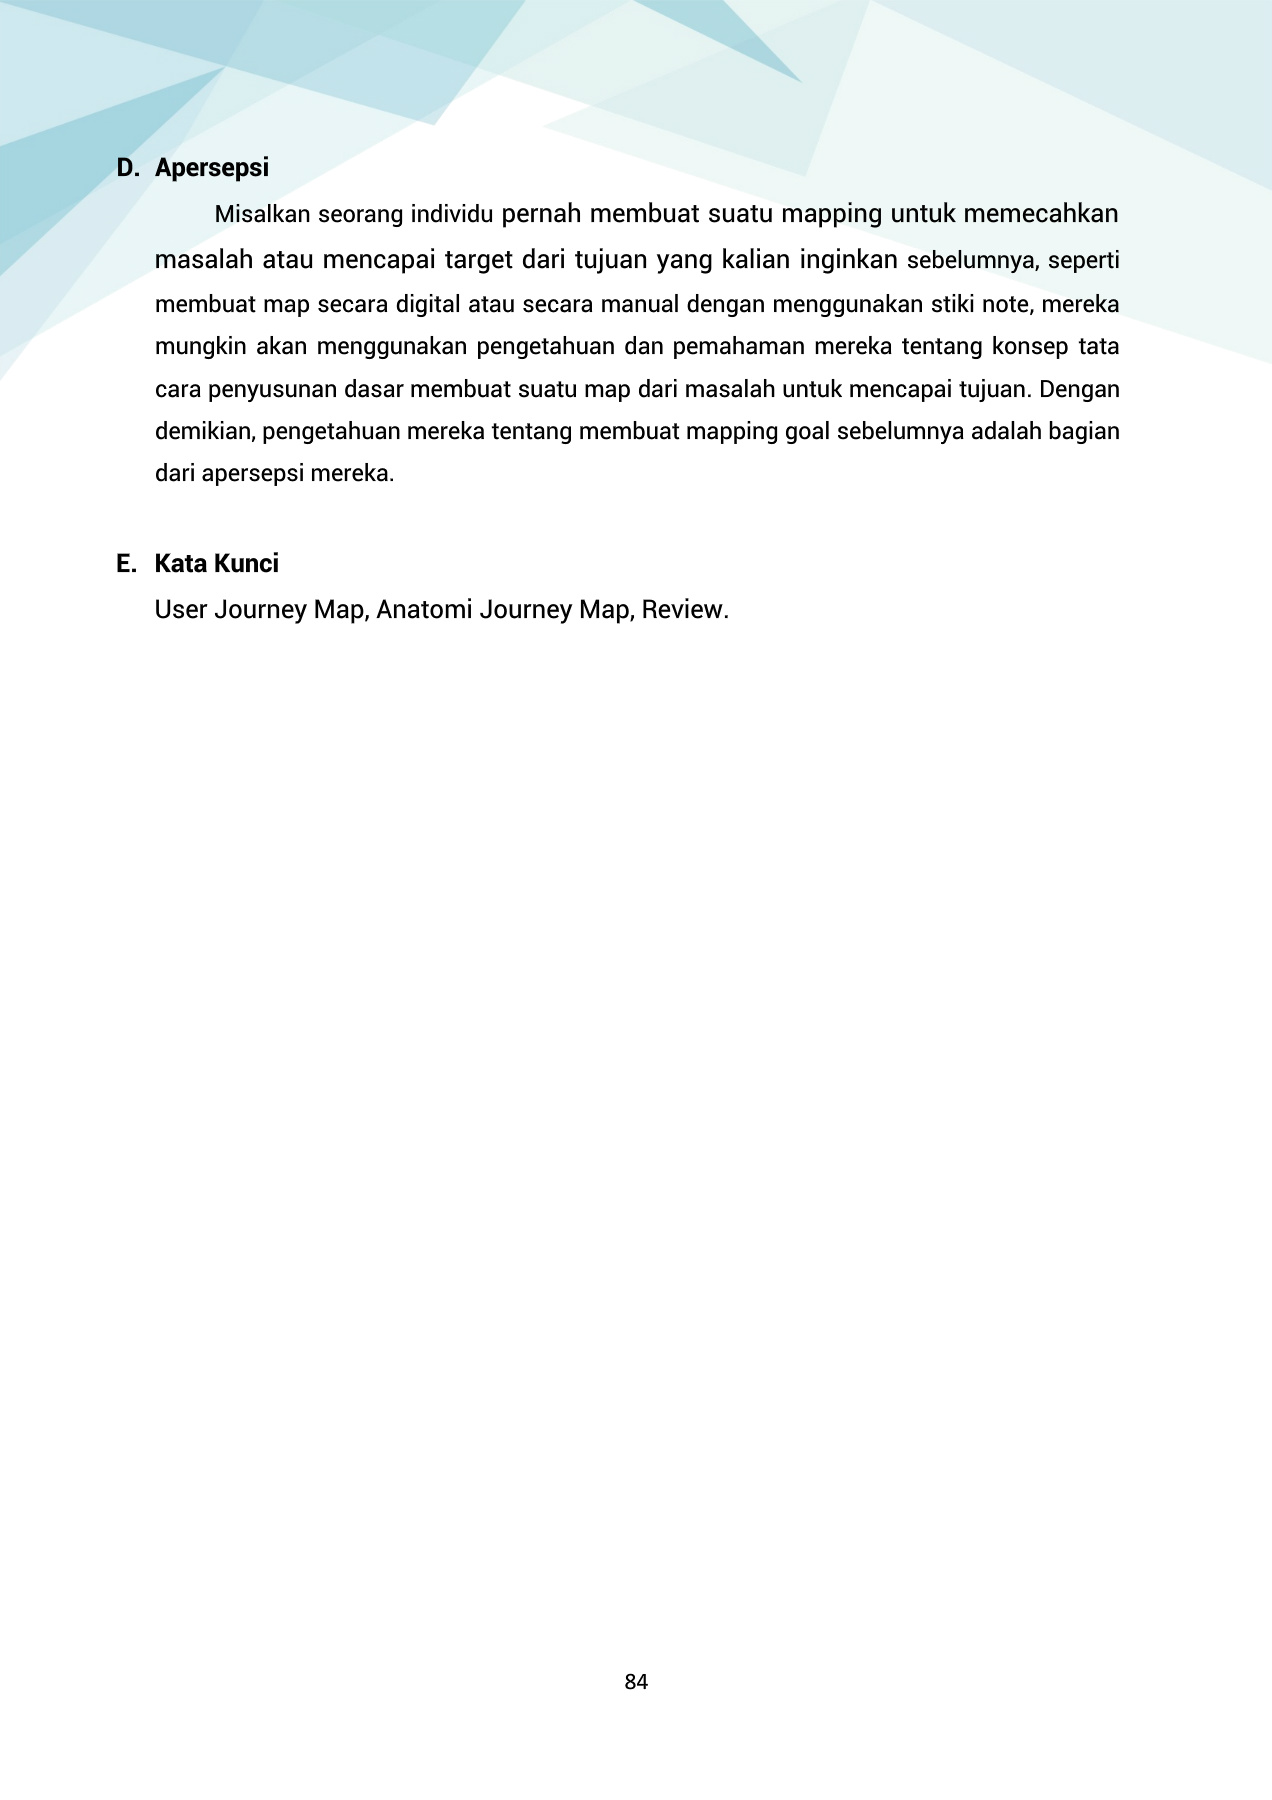 D. Apersepsi
Misalkan seorang individu pernah membuat suatu mapping untuk memecahkan
masalah atau mencapai target dari tujuan yang kalian inginkan sebelumnya, seperti
membuat map secara digital atau secara manual dengan menggunakan stiki note, mereka
mungkin akan menggunakan pengetahuan dan pemahaman mereka tentang konsep tata
cara penyusunan dasar membuat suatu map dari masalah untuk mencapai tujuan. Dengan
demikian, pengetahuan mereka tentang membuat mapping goal sebelumnya adalah bagian
dari apersepsi mereka.
E. Kata Kunci
User Journey Map, Anatomi Journey Map, Review.
84